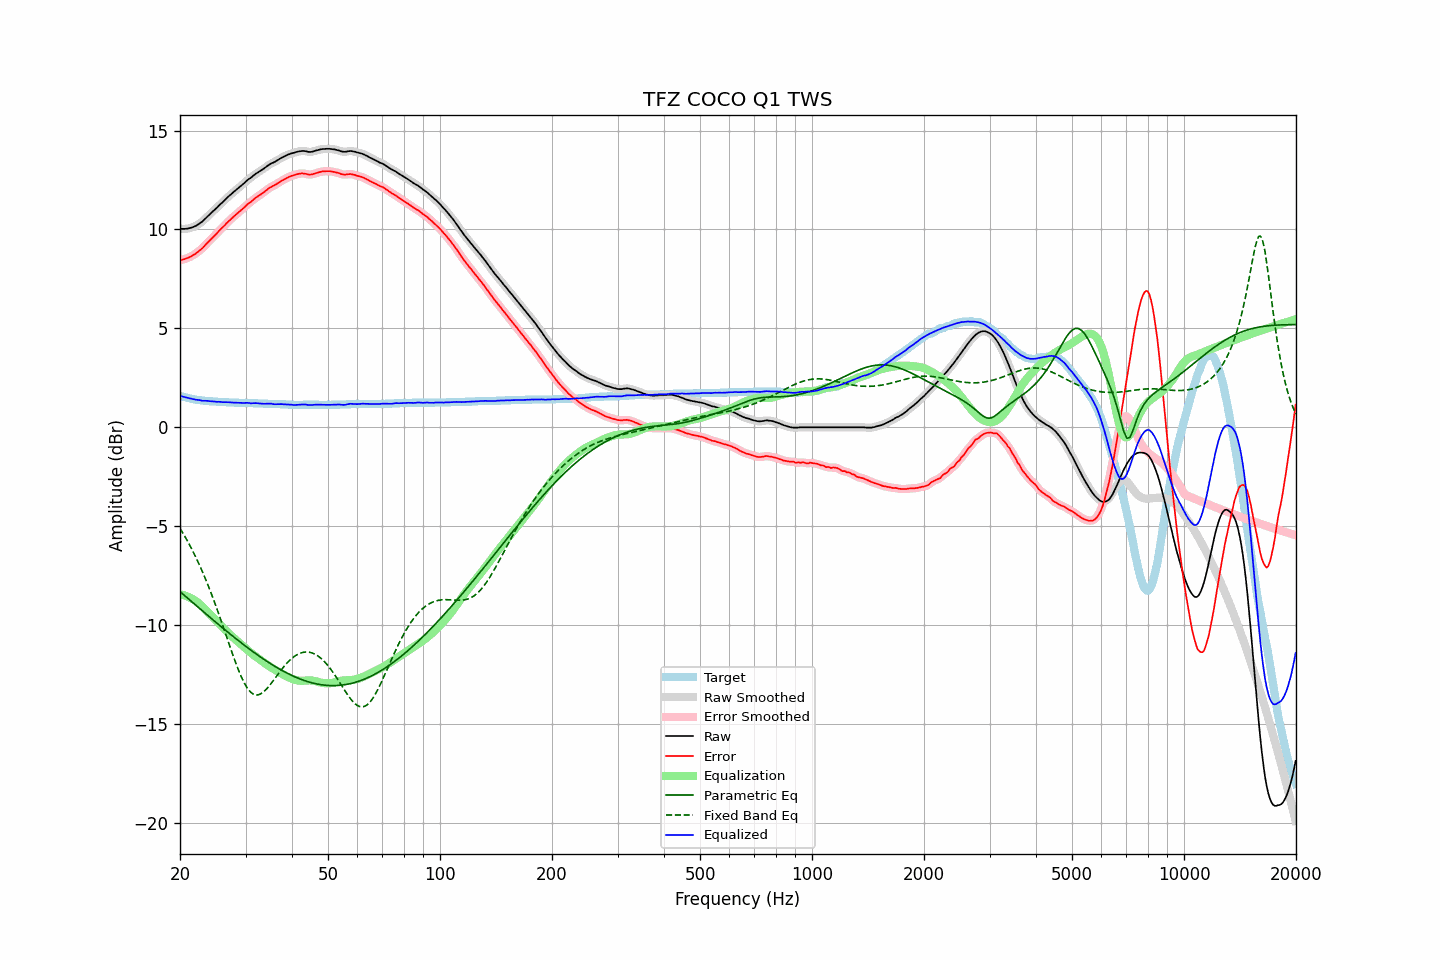 TFZ COCO Q1 TWS
Amplitude (dBr)
15
10
5
0
−5
−10
−15
−20
Target
Raw Smoothed
Error Smoothed
Raw
Error
Equalization
Parametric Eq
Fixed Band Eq
Equalized
20 50 100 200 500 1000 2000 5000 10000 20000
Frequency (Hz)